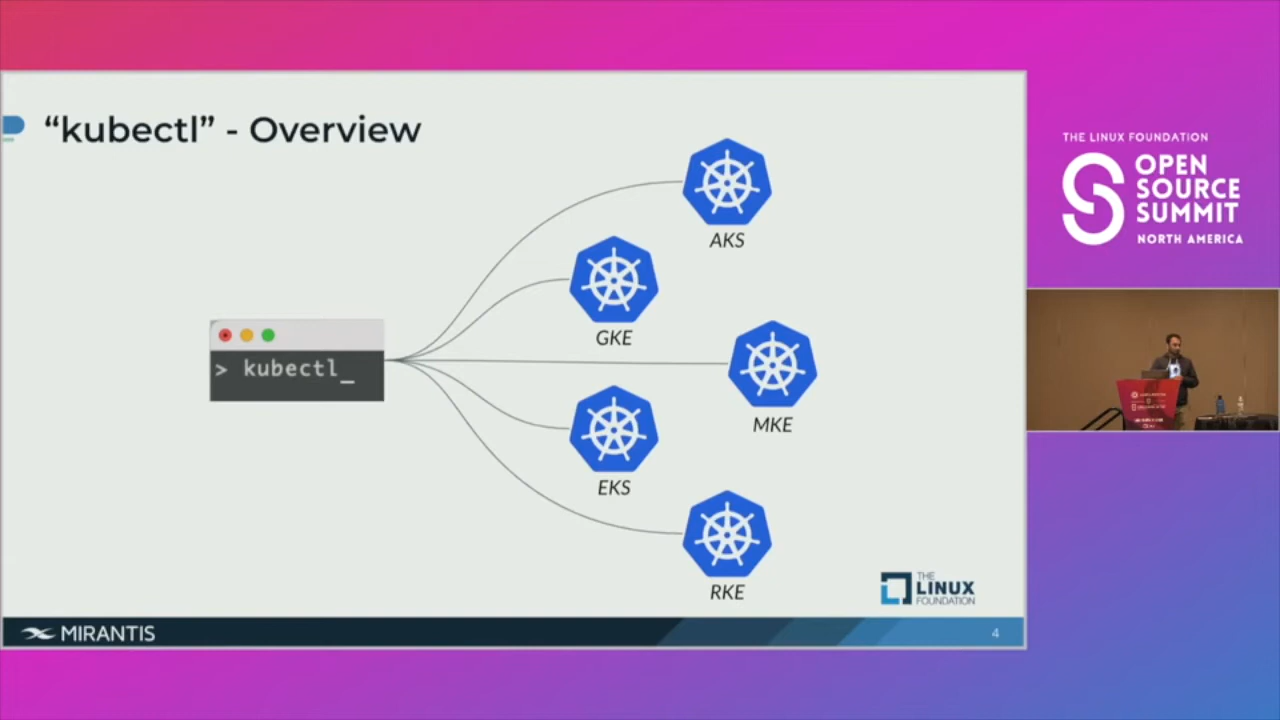 “kubectl” - Overview
AKS
GKE
> kubectl_
MKE
EKS
RKE
THE
LINUX
FOUNDATION
MIRANTIS
4
THE LINUX FOUNDATION
OPEN
SOURCE
SUMMIT
NORTH AMERICA